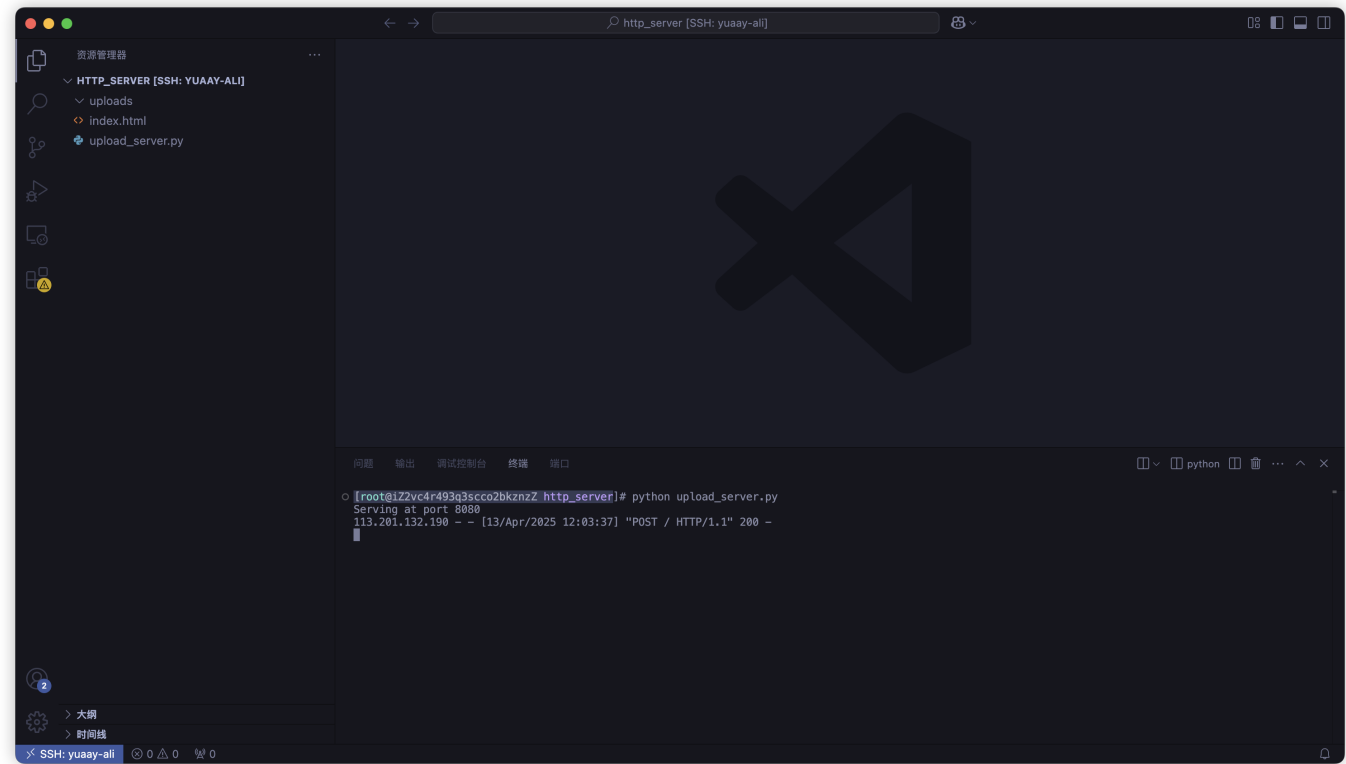 http_server [SSH: yuaay-ali]
资源管理器
HTTP_SERVER [SSH: YUAAY-ALI]
uploads
index.html
upload_server.py
问题 输出 调试控制台 终端 端口
python
[root@iZ2vc4r493q3scco2bkznzZ http_server]# python upload_server.py
Serving at port 8080
113.201.132.190 - - [13/Apr/2025 12:03:37] "POST / HTTP/1.1" 200 -
2
大纲
时间线
SSH: yuaay-ali 0 0 0